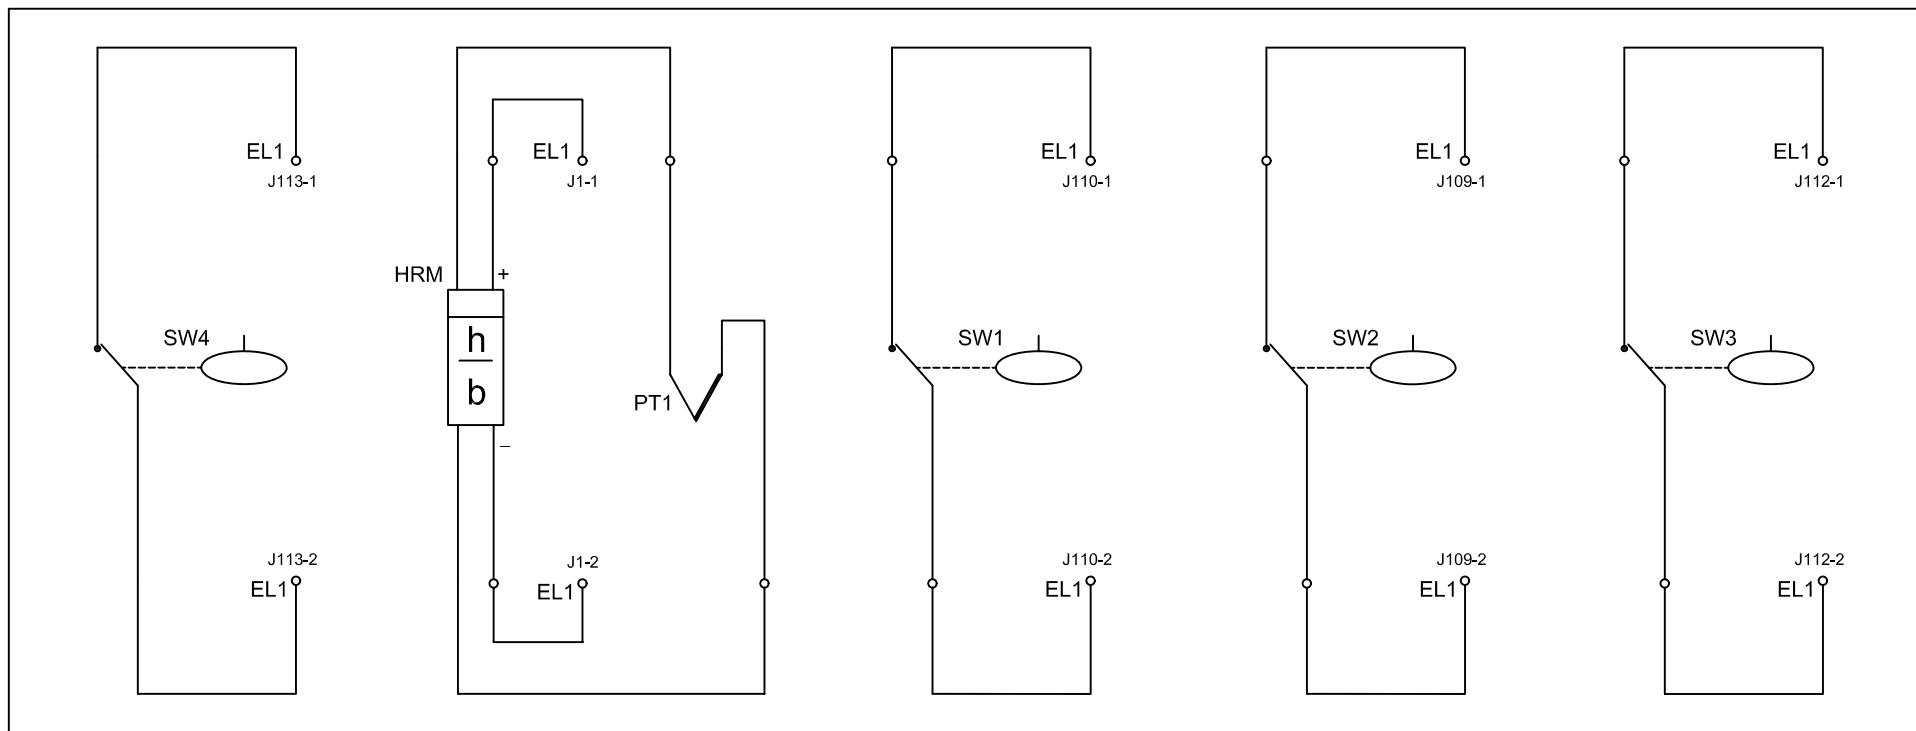 EL1 EL1 EL1 EL1 EL1
J113-1 J1-1 J110-1 J109-1 J112-1
HRM +
SW4 h SW1 SW2 SW3
b PT1
–
J113-2 J1-2 J110-2 J109-2 J112-2
EL1 EL1 EL1 EL1 EL1